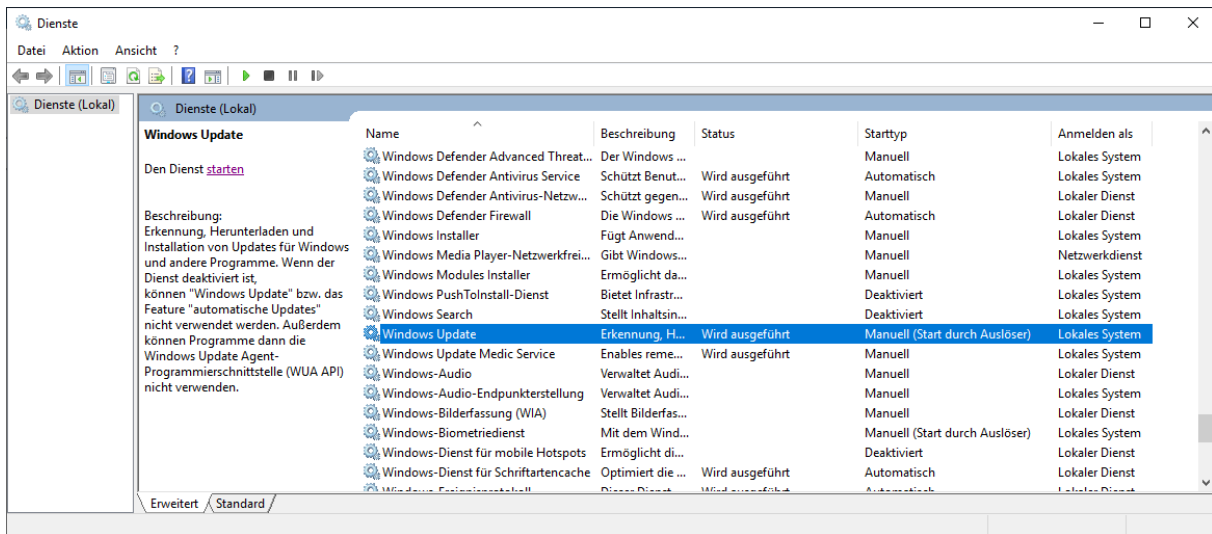 Dienste
Datei Aktion Ansicht ?
Dienste (Lokal)
Dienste (Lokal)
Windows Update
Den Dienst starten
Beschreibung:
Erkennung, Herunterladen und
Installation von Updates für Windows
und andere Programme. Wenn der
Dienst deaktiviert ist,
können "Windows Update" bzw. das
Feature "automatische Updates"
nicht verwendet werden. Außerdem
können Programme dann die
Windows Update Agent-
Programmierschnittstelle (WUA API)
nicht verwenden.
Name Beschreibung Status Starttyp Anmelden als
Windows Defender Advanced Threat... Der Windows ... Manuell Lokales System
Windows Defender Antivirus Service Schützt Benut... Wird ausgeführt Automatisch Lokales System
Windows Defender Antivirus-Netzw... Schützt gegen... Wird ausgeführt Manuell Lokaler Dienst
Windows Defender Firewall Die Windows ... Wird ausgeführt Automatisch Lokaler Dienst
Windows Installer Fügt Anwend... Manuell Lokales System
Windows Media Player-Netzwerkfrei... Gibt Windows... Manuell Netzwerkdienst
Windows Modules Installer Ermöglicht da... Manuell Lokales System
Windows PushToInstall-Dienst Bietet Infrastr... Deaktiviert Lokales System
Windows Search Stellt Inhaltsin... Deaktiviert Lokales System
Windows Update Erkennung, H... Wird ausgeführt Manuell (Start durch Auslöser) Lokales System
Windows Update Medic Service Enables reme... Wird ausgeführt Manuell Lokales System
Windows-Audio Verwaltet Audi... Manuell Lokaler Dienst
Windows-Audio-Endpunkterstellung Verwaltet Audi... Manuell Lokales System
Windows-Bilderfassung (WIA) Stellt Bilderfas... Manuell Lokaler Dienst
Windows-Biometriedienst Mit dem Wind... Manuell (Start durch Auslöser) Lokales System
Windows-Dienst für mobile Hotspots Ermöglicht di... Deaktiviert Lokaler Dienst
Windows-Dienst für Schriftartencache Optimiert die ... Wird ausgeführt Automatisch Lokaler Dienst
Windows-Ereignisprotokoll Dieser Dienst Wird ausgeführt Automatisch Lokaler Dienst
Erweitert Standard